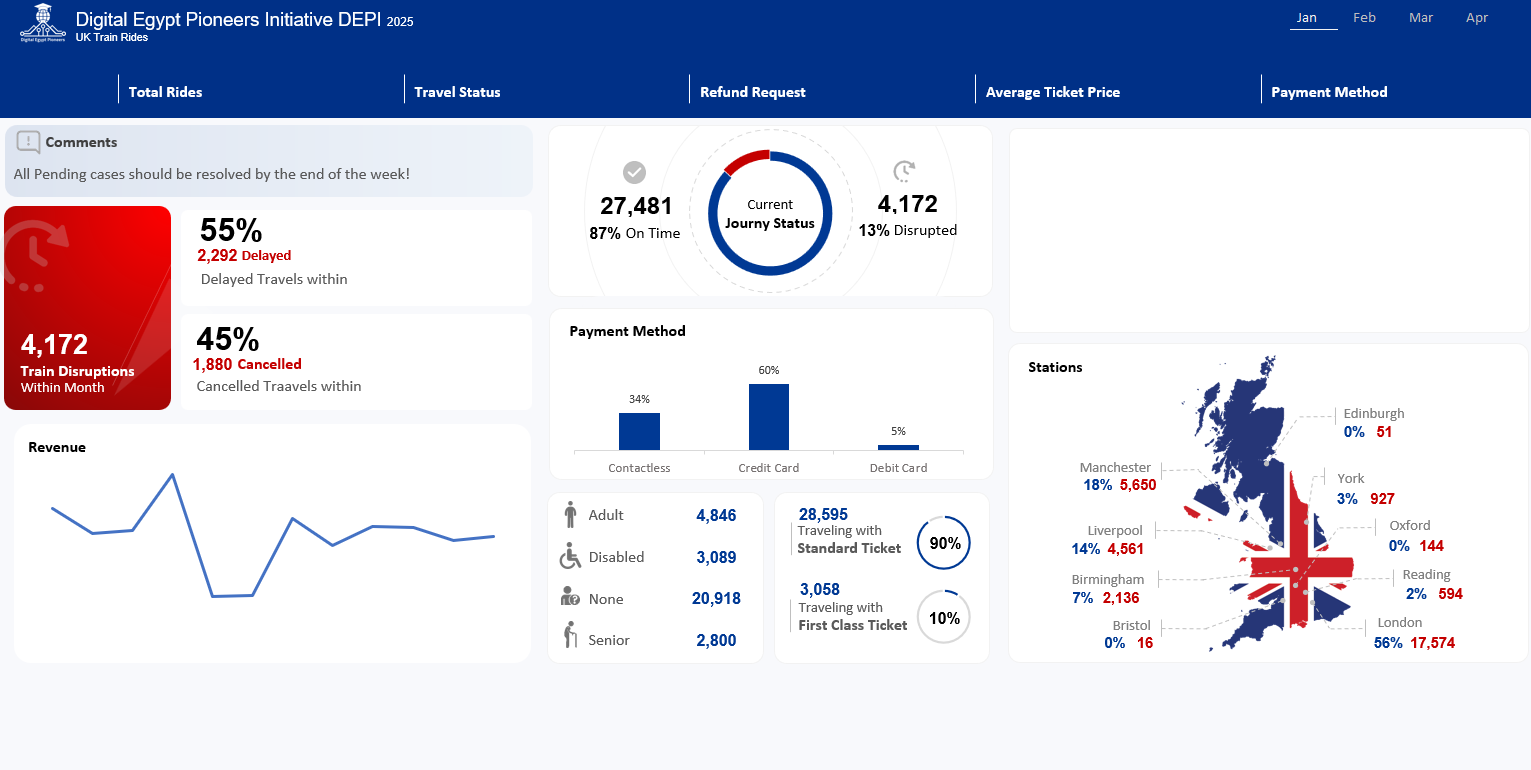 Digital Egypt Pioneers
Digital Egypt Pioneers Initiative DEPI 2025
UK Train Rides
Jan Feb Mar Apr
Total Rides
Travel Status
Refund Request
Average Ticket Price
Payment Method
Comments
All Pending cases should be resolved by the end of the week!
4,172
Train Disruptions
Within Month
55%
2,292 Delayed
Delayed Travels within
45%
1,880 Cancelled
Cancelled Traavels within
Revenue
27,481
87% On Time
Current
Journy Status
4,172
13% Disrupted
Payment Method
34%
60%
5%
Contactless
Credit Card
Debit Card
Adult 4,846
Disabled 3,089
None 20,918
Senior 2,800
28,595
Traveling with
Standard Ticket
90%
3,058
Traveling with
First Class Ticket
10%
Stations
Edinburgh
0% 51
Manchester
18% 5,650
York
3% 927
Liverpool
14% 4,561
Oxford
0% 144
Birmingham
7% 2,136
Reading
2% 594
Bristol
0% 16
London
56% 17,574